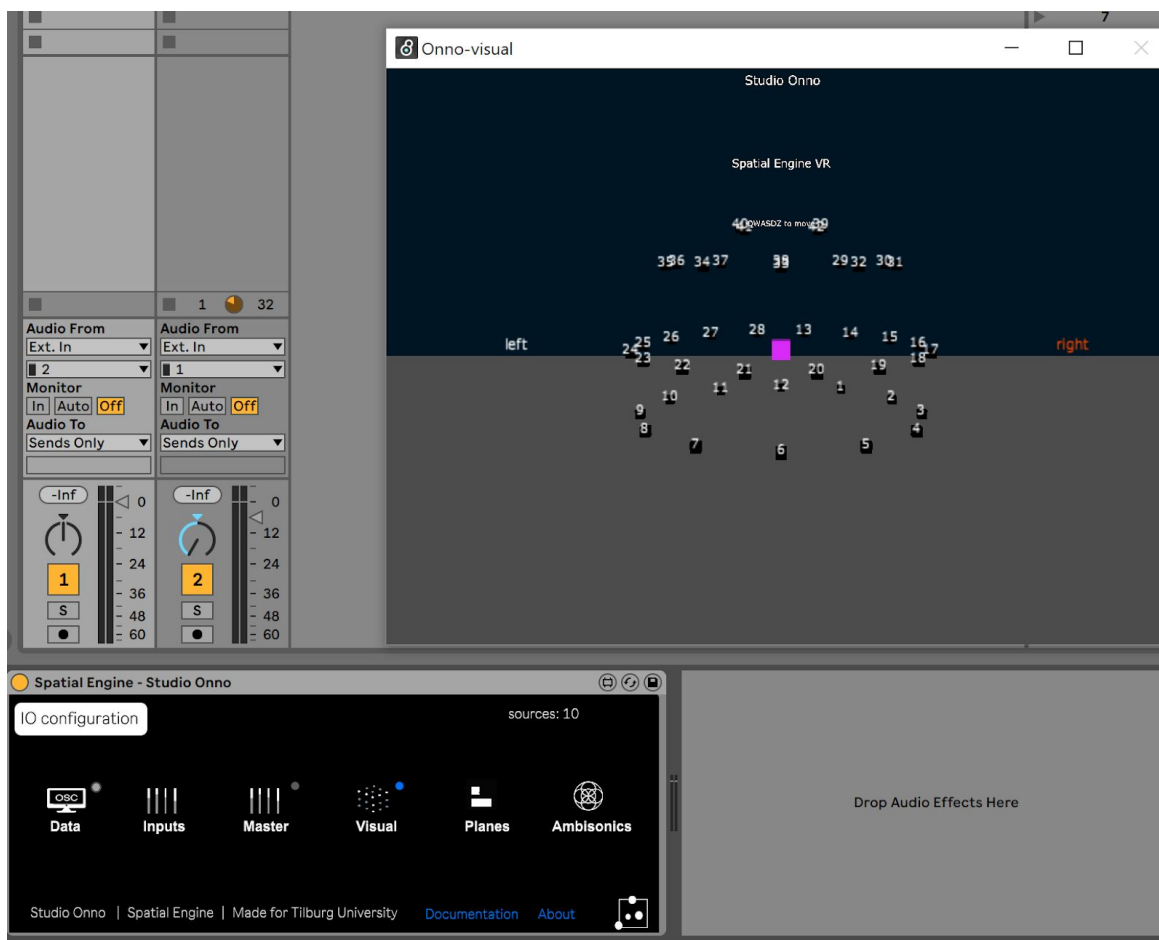 7
Onno-visual
Studio Onno
Spatial Engine VR
40 QWASDZ to move 39
35 36 34 37 38 29 32 30 31
1 32
left
right
24 25 26 27 28 13 14 15 16 17
23 22 21 20 19 18
11 12 1
10 2
9 3
8 4
7 6 5
Audio From
Ext. In
2
Monitor
In Auto Off
Audio To
Sends Only
-Inf
0
12
24
36
48
60
1
S
Audio From
Ext. In
1
Monitor
In Auto Off
Audio To
Sends Only
-Inf
0
12
24
36
48
60
2
S
Spatial Engine - Studio Onno
IO configuration
sources: 10
OSC
Data
Inputs
Master
Visual
Planes
Ambisonics
Studio Onno | Spatial Engine | Made for Tilburg University
Documentation
About
Drop Audio Effects Here